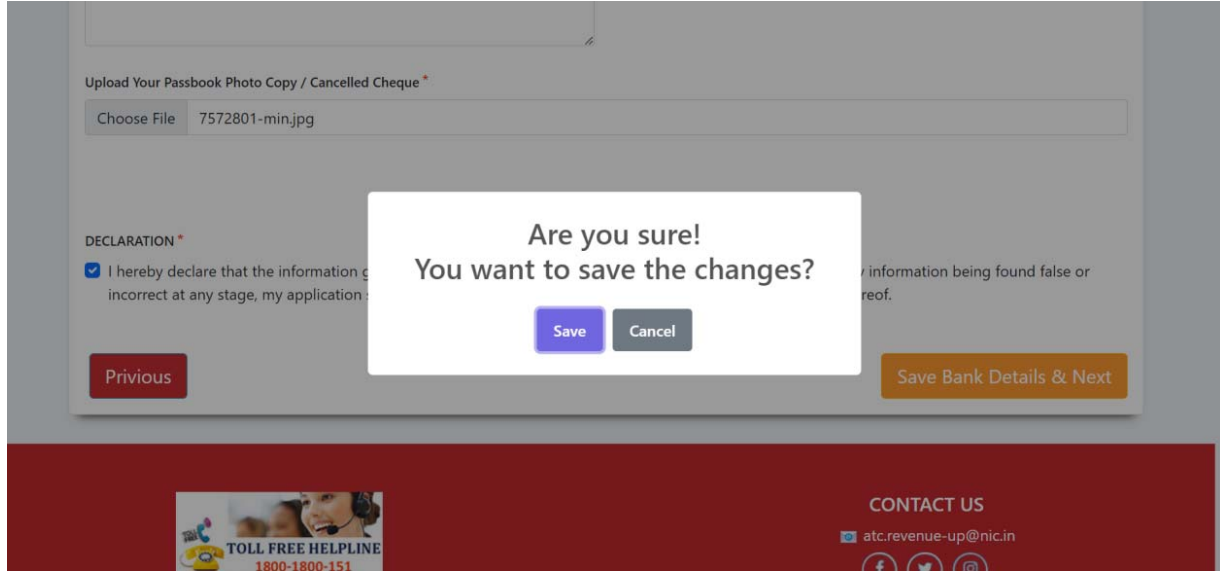 Upload Your Passbook Photo Copy / Cancelled Cheque *
Choose File 7572801-min.jpg
Are you sure!
You want to save the changes?
DECLARATION *
I hereby declare that the information information being found false or
incorrect at any stage, my application
Save Cancel
Privious
Save Bank Details & Next
TOLL FREE HELPLINE
1800-1800-151
CONTACT US
atc.revenue-up@nic.in